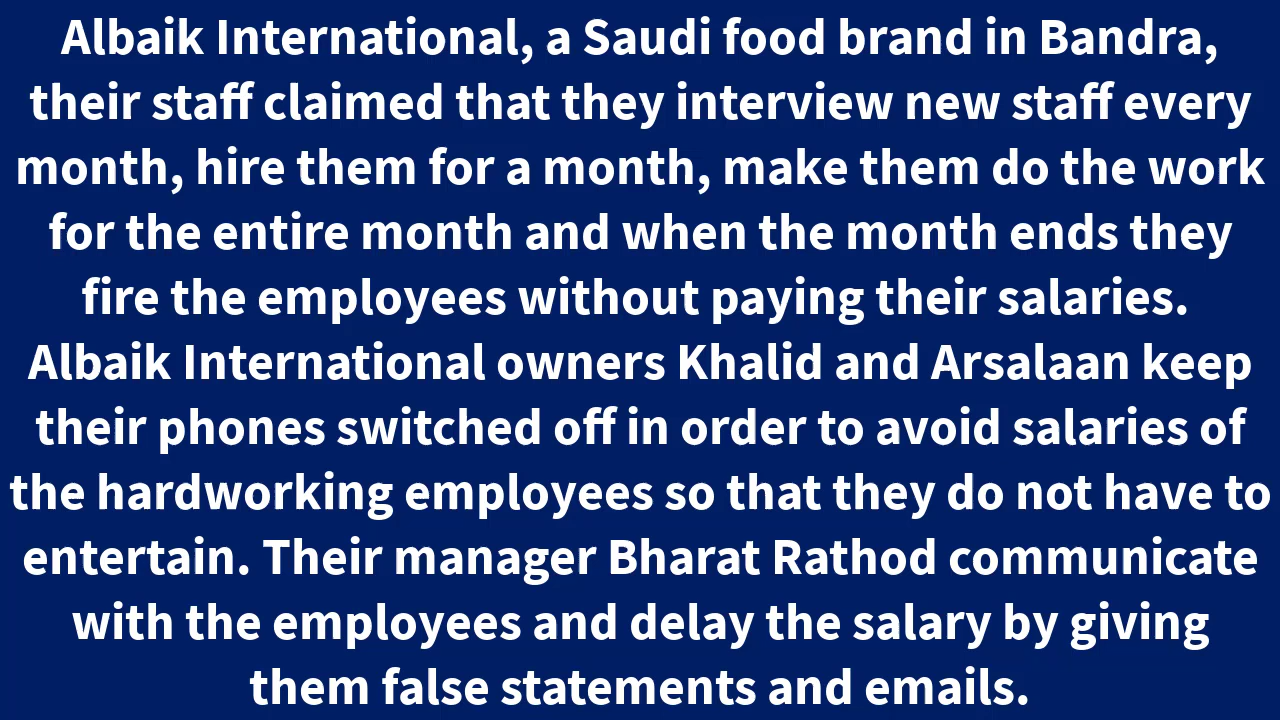 Albaik International, a Saudi food brand in Bandra,
their staff claimed that they interview new staff every
month, hire them for a month, make them do the work
for the entire month and when the month ends they
fire the employees without paying their salaries.
Albaik International owners Khalid and Arsalaan keep
their phones switched off in order to avoid salaries of
the hardworking employees so that they do not have to
entertain. Their manager Bharat Rathod communicate
with the employees and delay the salary by giving
them false statements and emails.